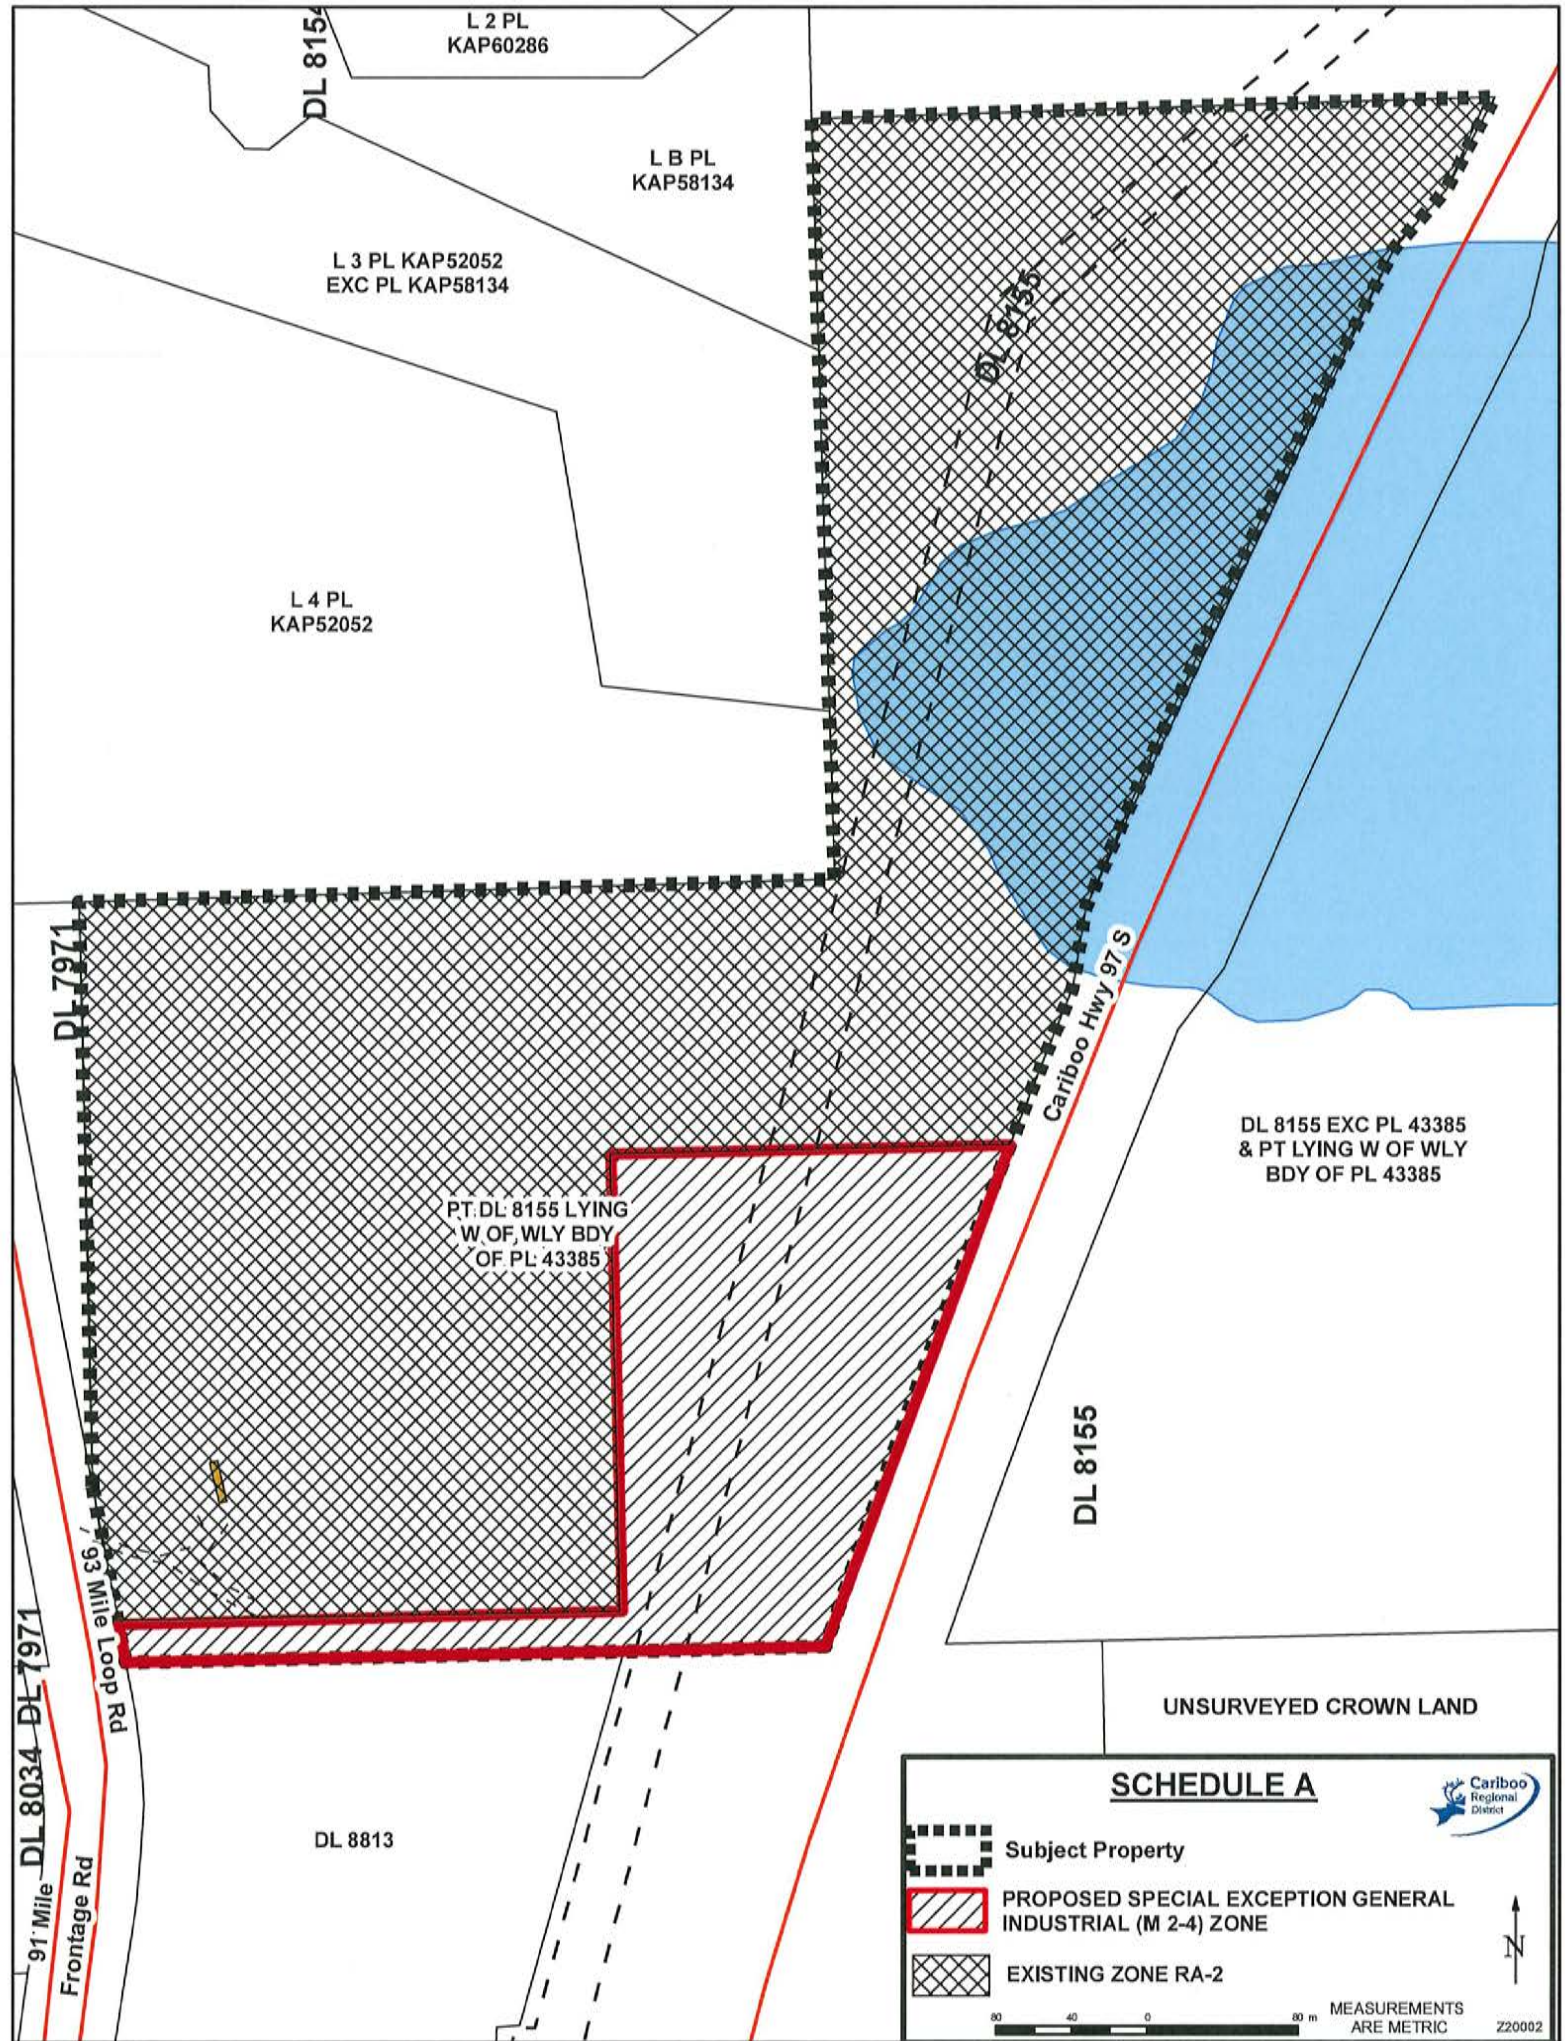 L 2 PL
KAP60286
DL 8154
L B PL
KAP58134
L 3 PL KAP52052
EXC PL KAP58134
DL 8155
L 4 PL
KAP52052
DL 7971
Cariboo Hwy 97 S
DL 8155 EXC PL 43385
& PT LYING W OF WLY
BDY OF PL 43385
PT DL 8155 LYING
W OF WLY BDY
OF PL 43385
DL 8155
93 Mile Loop Rd
DL 8034 DL 7971
UNSURVEYED CROWN LAND
DL 8813
91 Mile
Frontage Rd
SCHEDULE A
Cariboo
Regional
District
Subject Property
PROPOSED SPECIAL EXCEPTION GENERAL
INDUSTRIAL (M 2-4) ZONE
N
EXISTING ZONE RA-2
80 40 0 80 m
MEASUREMENTS
ARE METRIC
Z20002